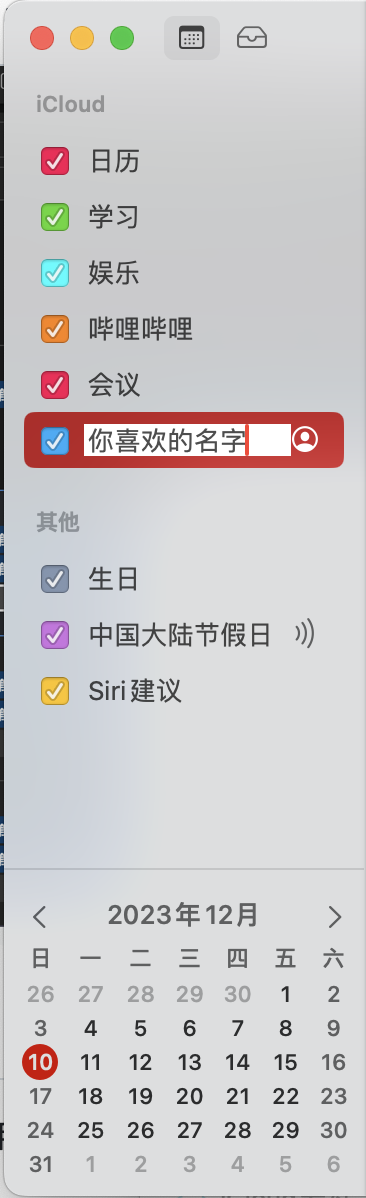 iCloud
日历
学习
娱乐
哔哩哔哩
会议
你喜欢的名字
其他
生日
中国大陆节假日
Siri建议
2023年12月
日 一 二 三 四 五 六
26 27 28 29 30 1 2
3 4 5 6 7 8 9
10 11 12 13 14 15 16
17 18 19 20 21 22 23
24 25 26 27 28 29 30
31 1 2 3 4 5 6